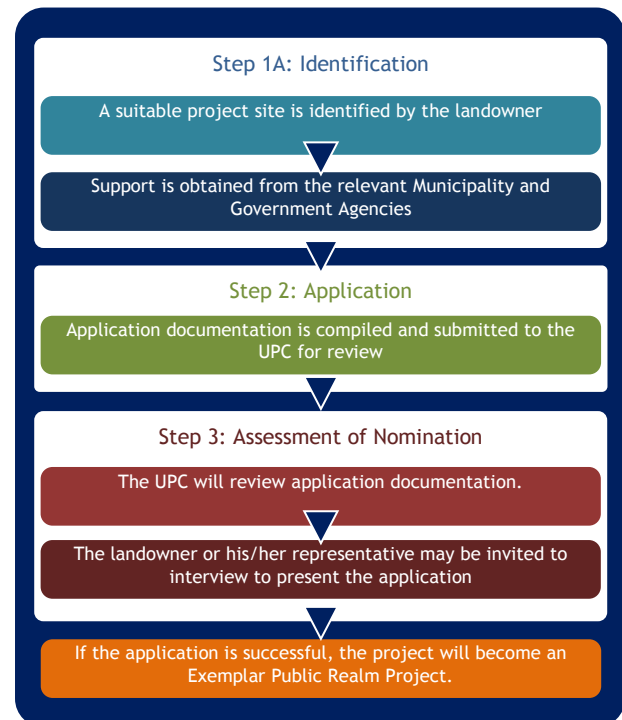 Step 1A: Identification
A suitable project site is identified by the landowner
Support is obtained from the relevant Municipality and
Government Agencies
Step 2: Application
Application documentation is compiled and submitted to the
UPC for review
Step 3: Assessment of Nomination
The UPC will review application documentation.
The landowner or his/her representative may be invited to
interview to present the application
If the application is successful, the project will become an
Exemplar Public Realm Project.